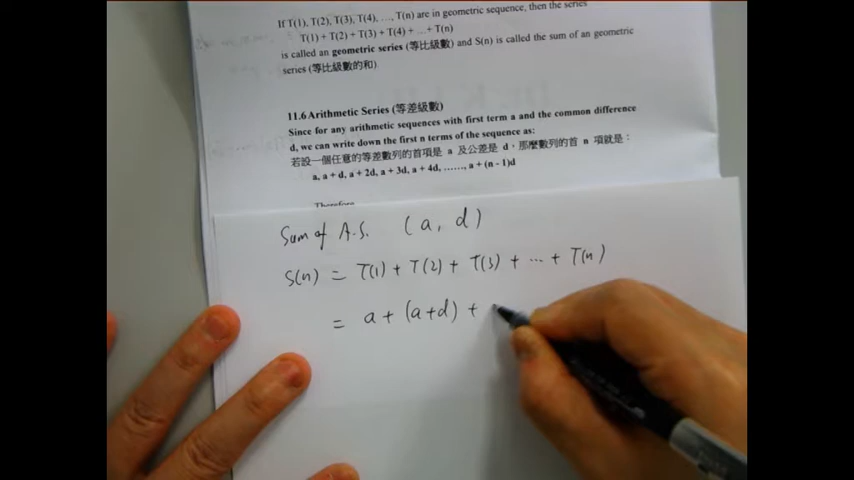 If T(1), T(2), T(3), T(4), …, T(n) are in geometric sequence, then the series
T(1) + T(2) + T(3) + T(4) + …+ T(n)
is called an geometric series (等比級數) and S(n) is called the sum of an geometric
series (等比級數的和).
11.6 Arithmetic Series (等差級數)
Since for any arithmetic sequences with first term a and the common difference
d, we can write down the first n terms of the sequence as:
若設一個任意的等差數列的首項是 a 及公差是 d，那麼數列的首 n 項就是：
a, a + d, a + 2d, a + 3d, a + 4d, ……, a + (n - 1)d
Therefore
Sum of A.S. (a, d)
S(n) = T(1) + T(2) + T(3) + ··· + T(n)
= a + (a+d) +